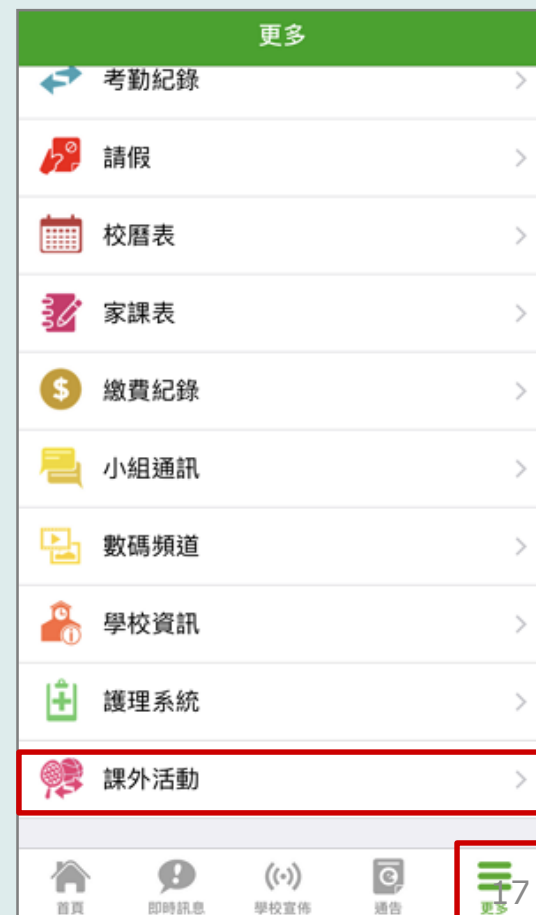 更多
考勤紀錄
請假
校曆表
家課表
繳費紀錄
小組通訊
數碼頻道
學校資訊
護理系統
課外活動
首頁 即時訊息 學校宣佈 通告 更多
17